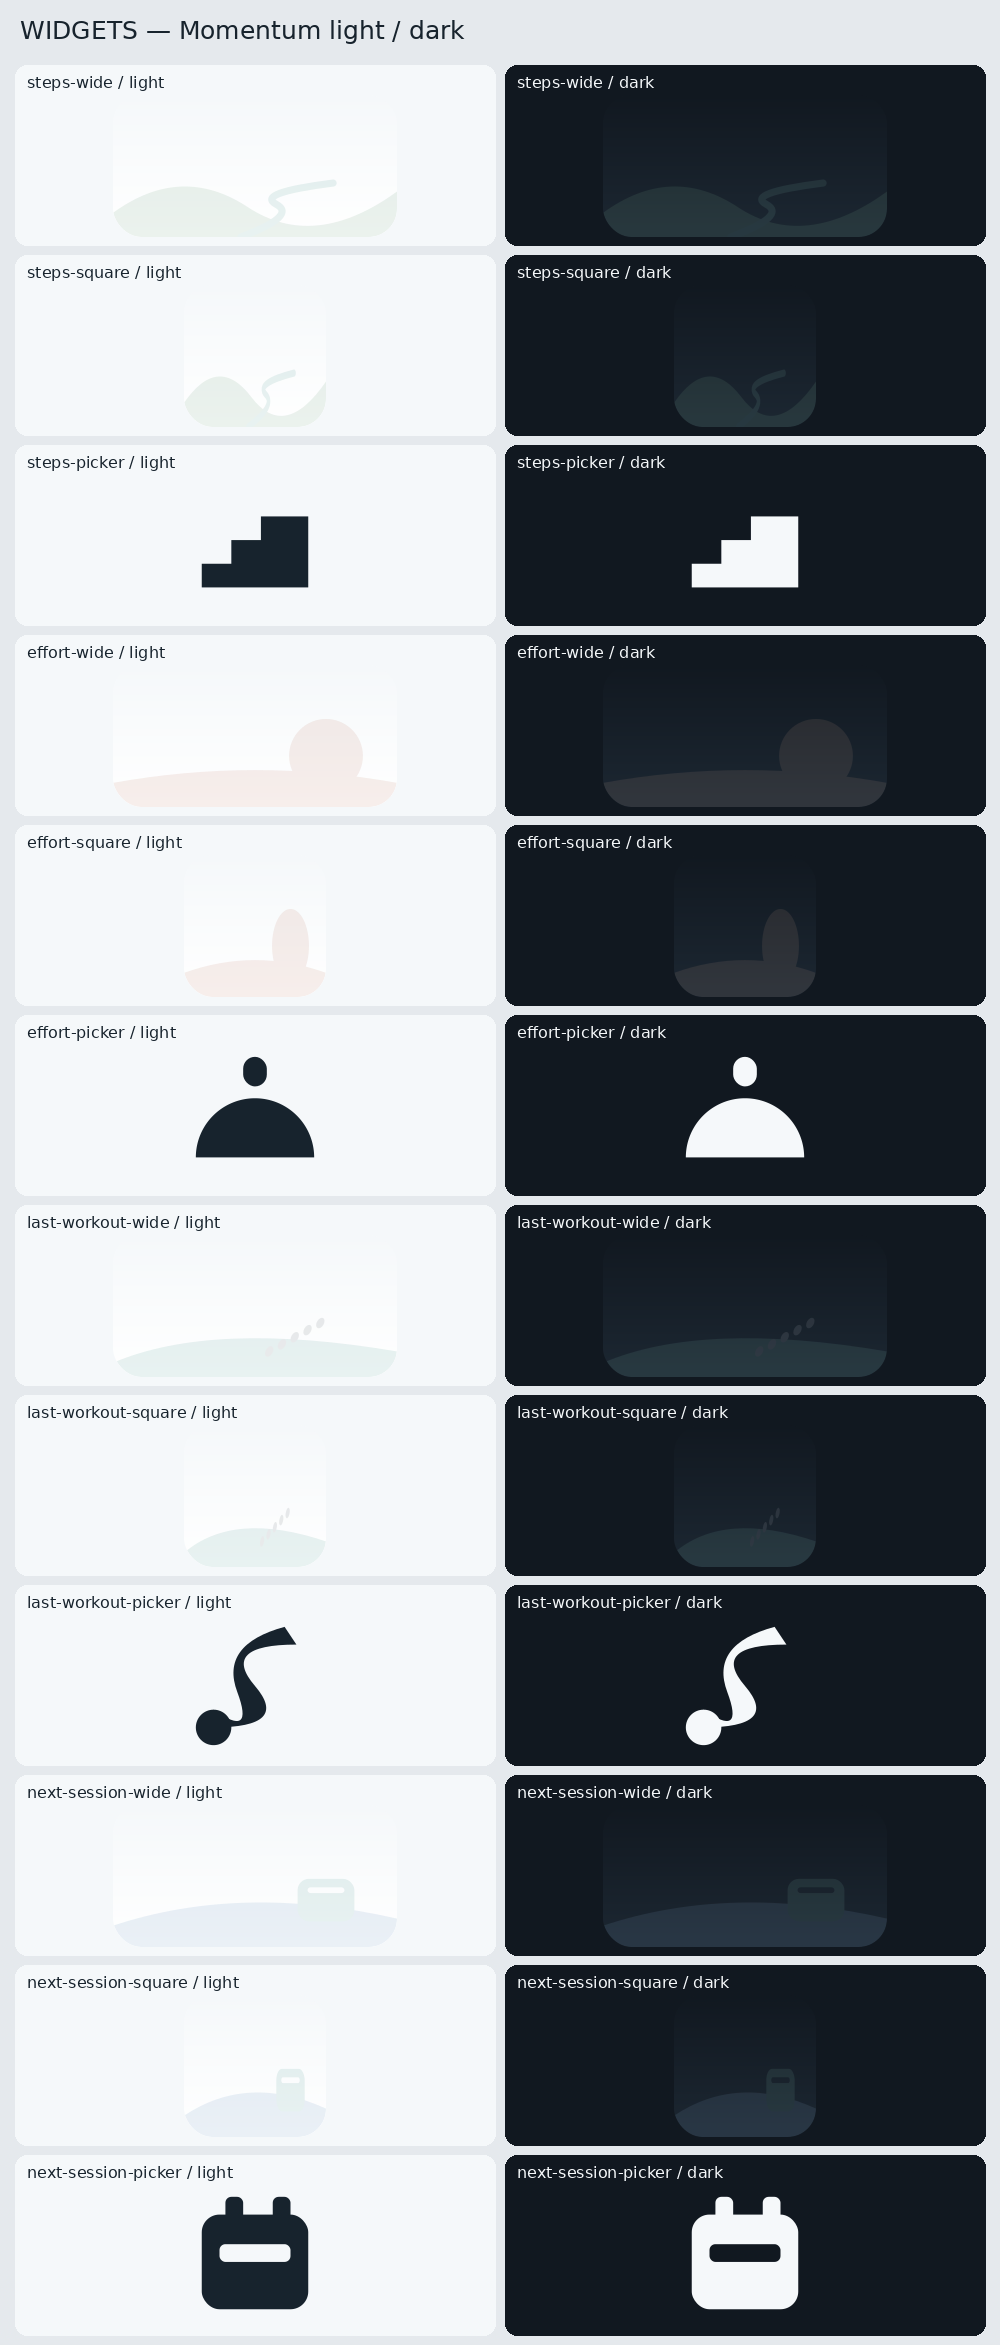 WIDGETS — Momentum light / dark
steps-wide / light
steps-wide / dark
steps-square / light
steps-square / dark
steps-picker / light
steps-picker / dark
effort-wide / light
effort-wide / dark
effort-square / light
effort-square / dark
effort-picker / light
effort-picker / dark
last-workout-wide / light
last-workout-wide / dark
last-workout-square / light
last-workout-square / dark
last-workout-picker / light
last-workout-picker / dark
next-session-wide / light
next-session-wide / dark
next-session-square / light
next-session-square / dark
next-session-picker / light
next-session-picker / dark